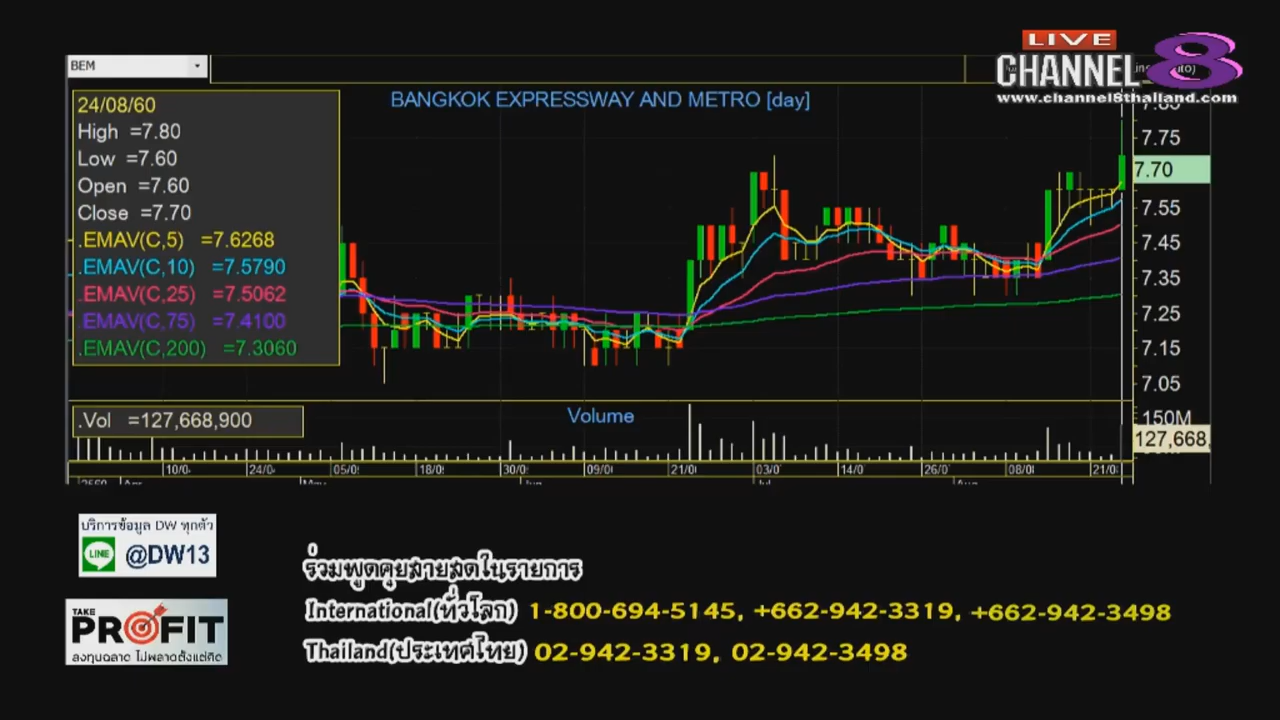 BEM
LIVE
CHANNEL 8
www.channel8thailand.com
BANGKOK EXPRESSWAY AND METRO [day]
24/08/60
High =7.80
Low =7.60
Open =7.60
Close =7.70
.EMAV(C,5) =7.6268
.EMAV(C,10) =7.5790
.EMAV(C,25) =7.5062
.EMAV(C,75) =7.4100
.EMAV(C,200) =7.3060
7.85
7.75
7.70
7.55
7.45
7.35
7.25
7.15
7.05
.Vol =127,668,900
Volume
150M
127,668.
10/0 24/0 05/0 18/0 30/0 09/0 21/0 03/0 14/0 26/0 08/0 21/0
บริการข้อมูล DW ทุกตัว
LINE @DW13
TAKE
PROFIT
ลงทุนฉลาด ไม่พลาดตั้งแต่คิด
ร่วมพูดคุยสายสดในรายการ
International(ทั่วโลก) 1-800-694-5145, +662-942-3319, +662-942-3498
Thailand(ประเทศไทย) 02-942-3319, 02-942-3498